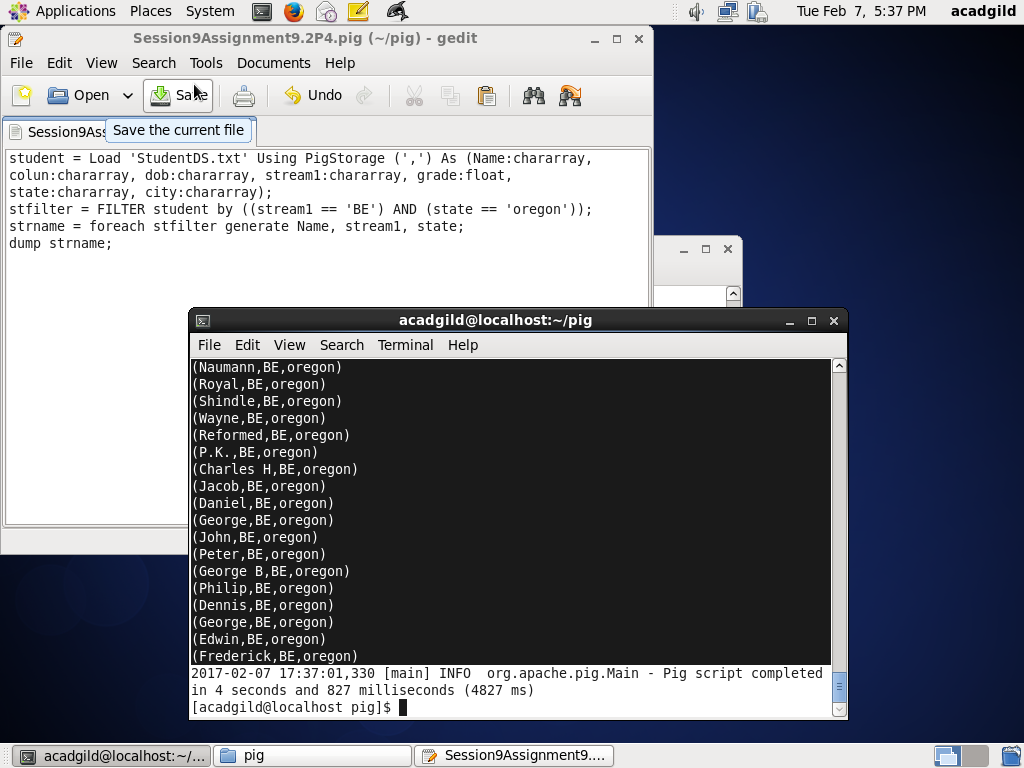 Applications Places System Tue Feb 7, 5:37 PM acadgild
Session9Assignment9.2P4.pig (~/pig) - gedit
File Edit View Search Tools Documents Help
Open Save Undo
Session9Ass
Save the current file
student = Load 'StudentDS.txt' Using PigStorage (',') As (Name:chararray,
colun:chararray, dob:chararray, stream1:chararray, grade:float,
state:chararray, city:chararray);
stfilter = FILTER student by ((stream1 == 'BE') AND (state == 'oregon'));
strname = foreach stfilter generate Name, stream1, state;
dump strname;
acadgild@localhost:~/pig
File Edit View Search Terminal Help
(Naumann,BE,oregon)
(Royal,BE,oregon)
(Shindle,BE,oregon)
(Wayne,BE,oregon)
(Reformed,BE,oregon)
(P.K.,BE,oregon)
(Charles H,BE,oregon)
(Jacob,BE,oregon)
(Daniel,BE,oregon)
(George,BE,oregon)
(John,BE,oregon)
(Peter,BE,oregon)
(George B,BE,oregon)
(Philip,BE,oregon)
(Dennis,BE,oregon)
(George,BE,oregon)
(Edwin,BE,oregon)
(Frederick,BE,oregon)
2017-02-07 17:37:01,330 [main] INFO  org.apache.pig.Main - Pig script completed
in 4 seconds and 827 milliseconds (4827 ms)
[acadgild@localhost pig]$
acadgild@localhost:~/... pig Session9Assignment9....